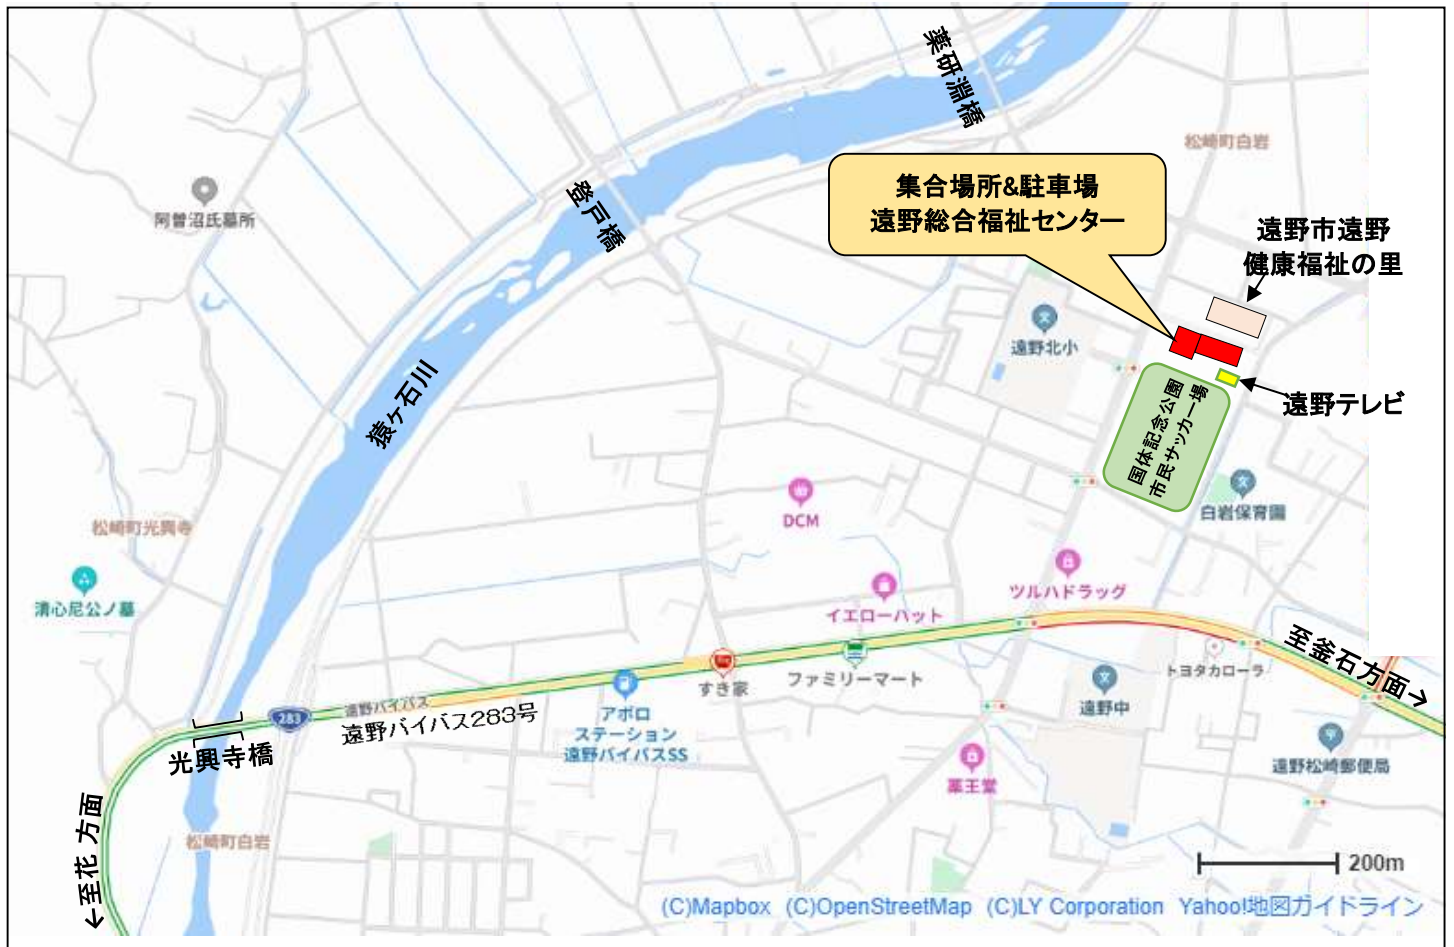 薬研淵橋
松崎町白岩
集合場所&駐車場
遠野総合福祉センター
阿曽沼氏墓所
登戸橋
遠野市遠野
健康福祉の里
遠野北小
猿ヶ石川
遠野テレビ
国体記念公園
市民サッカー場
DCM
白岩保育園
松崎町光興寺
清心尼公ノ墓
イエローハット
ツルハドラッグ
至釜石方面→
すき家
ファミリーマート
トヨタカローラ
遠野バイパス
283
遠野バイパス283号
アポロ
ステーション
遠野バイパスSS
遠野中
光興寺橋
薬王堂
遠野松崎郵便局
←至花 方面
松崎町白岩
200m
(C)Mapbox (C)OpenStreetMap (C)LY Corporation Yahoo!地図ガイドライン